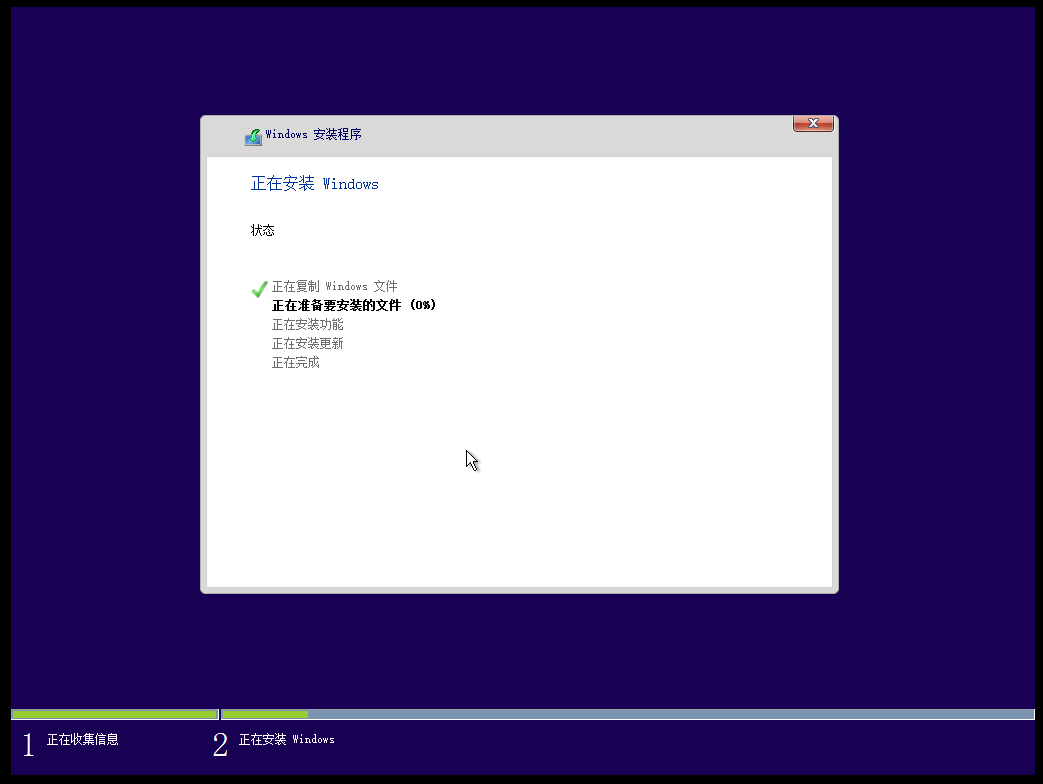 Windows 安装程序
正在安装 Windows
状态
正在复制 Windows 文件
正在准备要安装的文件 (0%)
正在安装功能
正在安装更新
正在完成
1 正在收集信息
2 正在安装 Windows